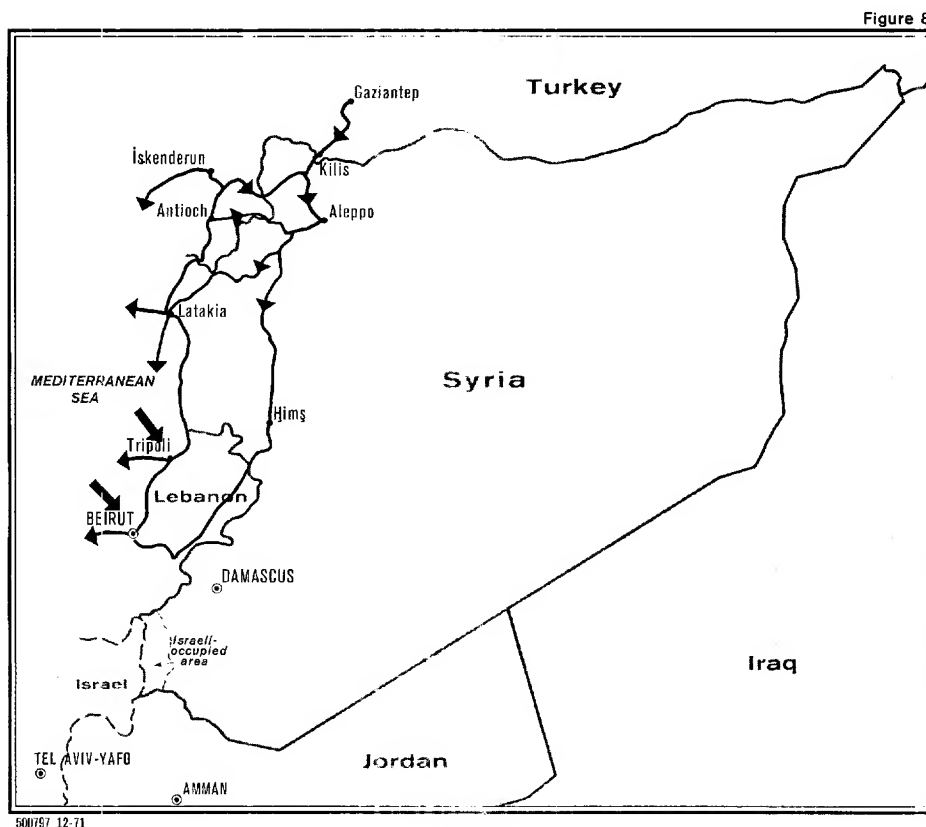 Figure 8
Turkey
Gaziantep
İskenderun
Kilis
Antioch
Aleppo
Latakia
MEDITERRANEAN
SEA
Syria
Ḩimş
Tripoli
Lebanon
BEIRUT
DAMASCUS
Israeli-
occupied
area
Israel
Iraq
Jordan
TEL AVIV-YAFO
AMMAN
500797 12-71